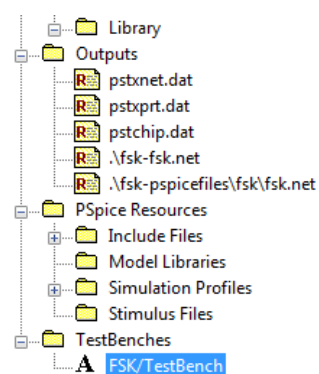 Library
Outputs
pstxnet.dat
pstxprt.dat
pstchip.dat
.\fsk-fsk.net
.\fsk-pspicefiles\fsk\fsk.net
PSpice Resources
Include Files
Model Libraries
Simulation Profiles
Stimulus Files
TestBenches
A FSK/TestBench